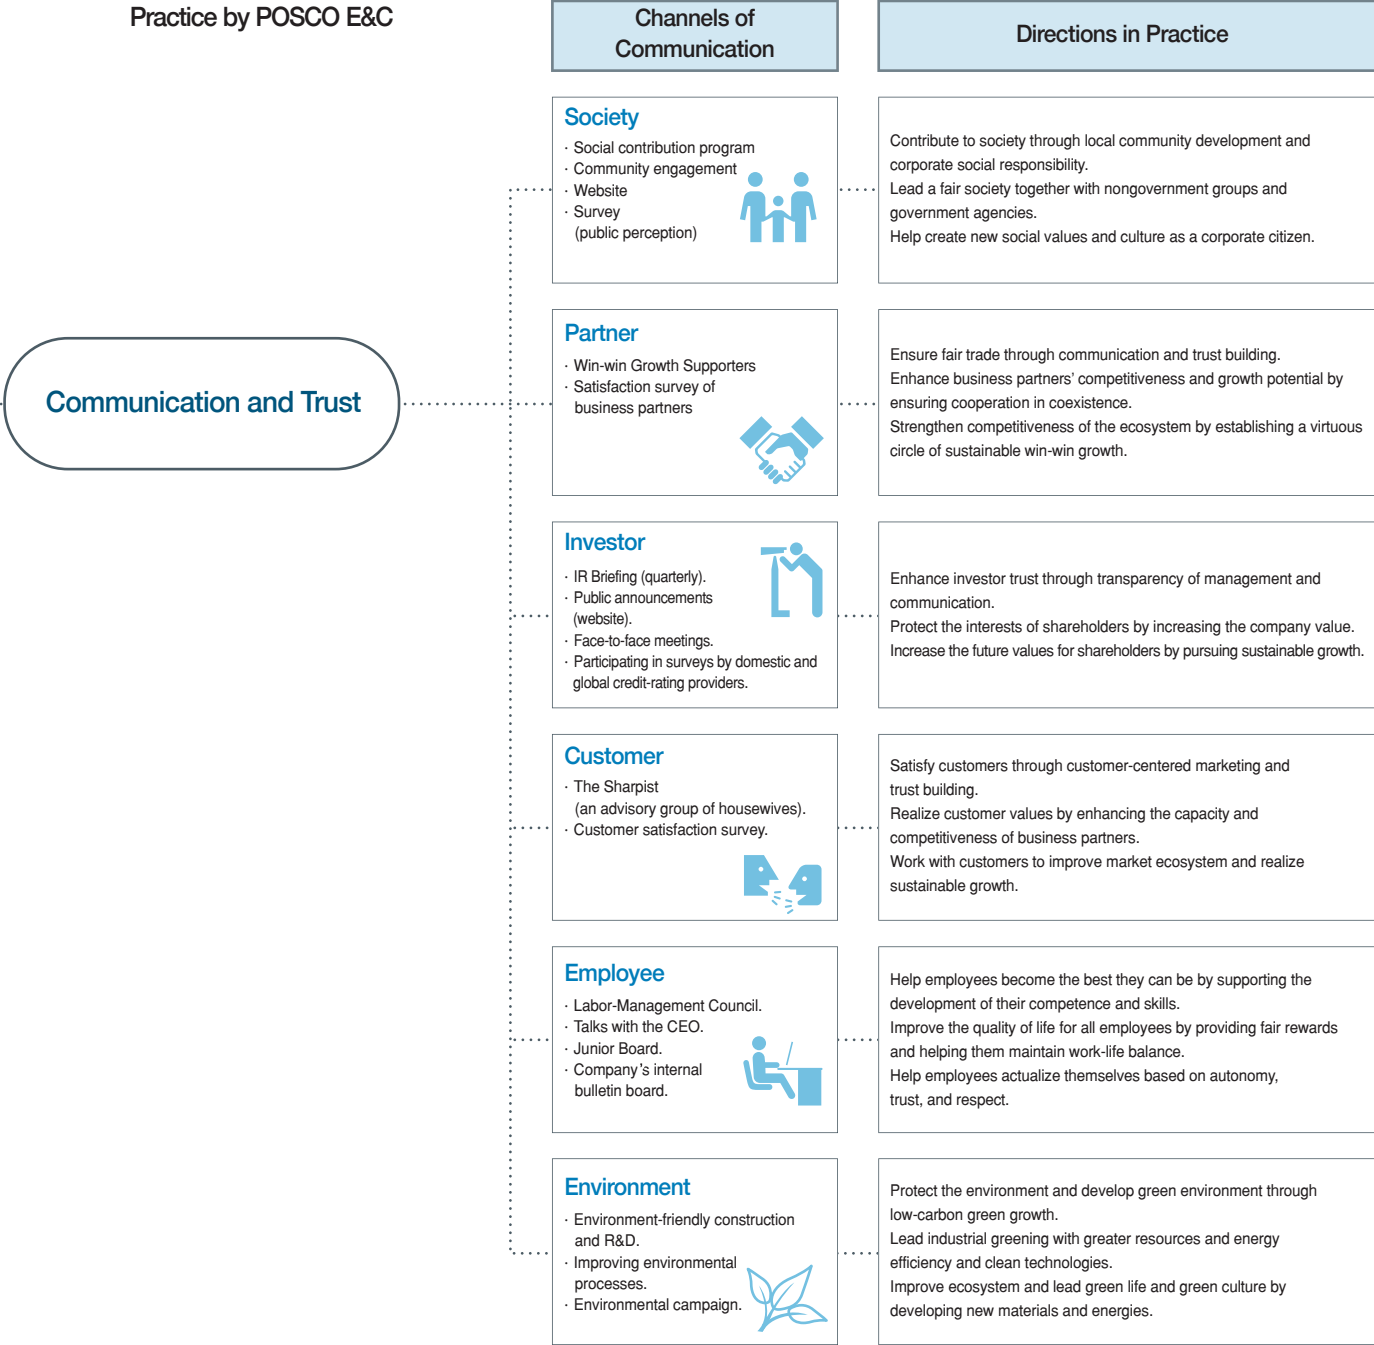 Practice by POSCO E&C
Channels of
Communication
Directions in Practice
Communication and Trust
Society
· Social contribution program
· Community engagement
· Website
· Survey
(public perception)
Contribute to society through local community development and
corporate social responsibility.
Lead a fair society together with nongovernment groups and
government agencies.
Help create new social values and culture as a corporate citizen.
Partner
· Win-win Growth Supporters
· Satisfaction survey of
business partners
Ensure fair trade through communication and trust building.
Enhance business partners’ competitiveness and growth potential by
ensuring cooperation in coexistence.
Strengthen competitiveness of the ecosystem by establishing a virtuous
circle of sustainable win-win growth.
Investor
· IR Briefing (quarterly).
· Public announcements
(website).
· Face-to-face meetings.
· Participating in surveys by domestic and
global credit-rating providers.
Enhance investor trust through transparency of management and
communication.
Protect the interests of shareholders by increasing the company value.
Increase the future values for shareholders by pursuing sustainable growth.
Customer
· The Sharpist
(an advisory group of housewives).
· Customer satisfaction survey.
Satisfy customers through customer-centered marketing and
trust building.
Realize customer values by enhancing the capacity and
competitiveness of business partners.
Work with customers to improve market ecosystem and realize
sustainable growth.
Employee
· Labor-Management Council.
· Talks with the CEO.
· Junior Board.
· Company’s internal
bulletin board.
Help employees become the best they can be by supporting the
development of their competence and skills.
Improve the quality of life for all employees by providing fair rewards
and helping them maintain work-life balance.
Help employees actualize themselves based on autonomy,
trust, and respect.
Environment
· Environment-friendly construction
and R&D.
· Improving environmental
processes.
· Environmental campaign.
Protect the environment and develop green environment through
low-carbon green growth.
Lead industrial greening with greater resources and energy
efficiency and clean technologies.
Improve ecosystem and lead green life and green culture by
developing new materials and energies.